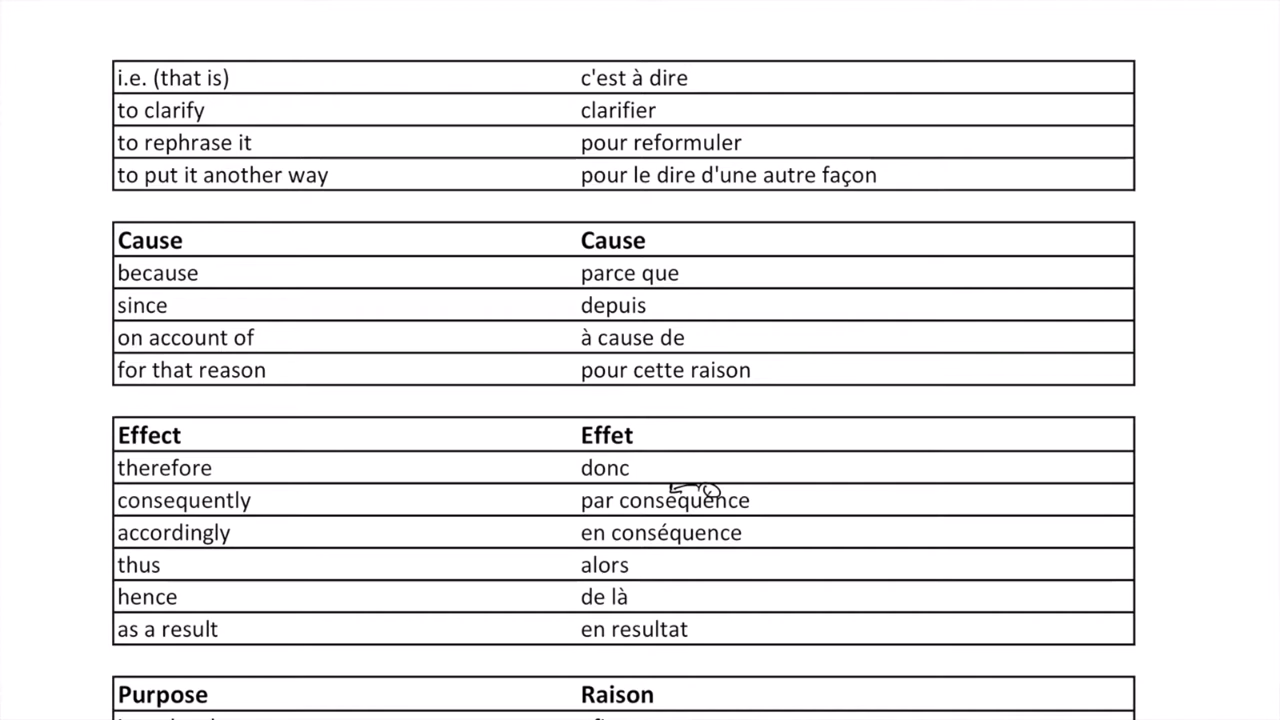 i.e. (that is) c'est à dire
to clarify clarifier
to rephrase it pour reformuler
to put it another way pour le dire d'une autre façon
Cause Cause
because parce que
since depuis
on account of à cause de
for that reason pour cette raison
Effect Effet
therefore donc
consequently par consequénce
accordingly en conséquence
thus alors
hence de là
as a result en resultat
Purpose Raison